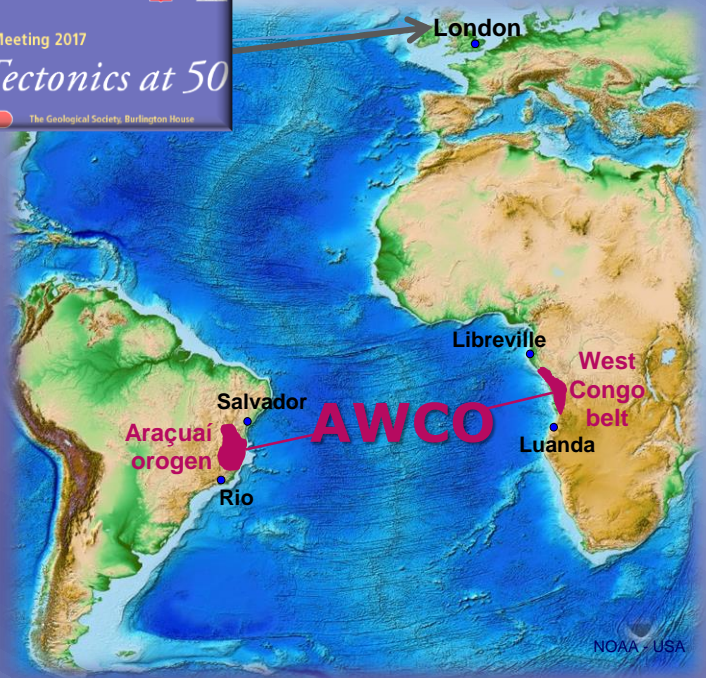 Meeting 2017
Tectonics at 50
The Geological Society, Burlington House
London
Libreville
West
Congo
belt
Salvador
AWCO
Araçuaí
orogen
Luanda
Rio
NOAA - USA